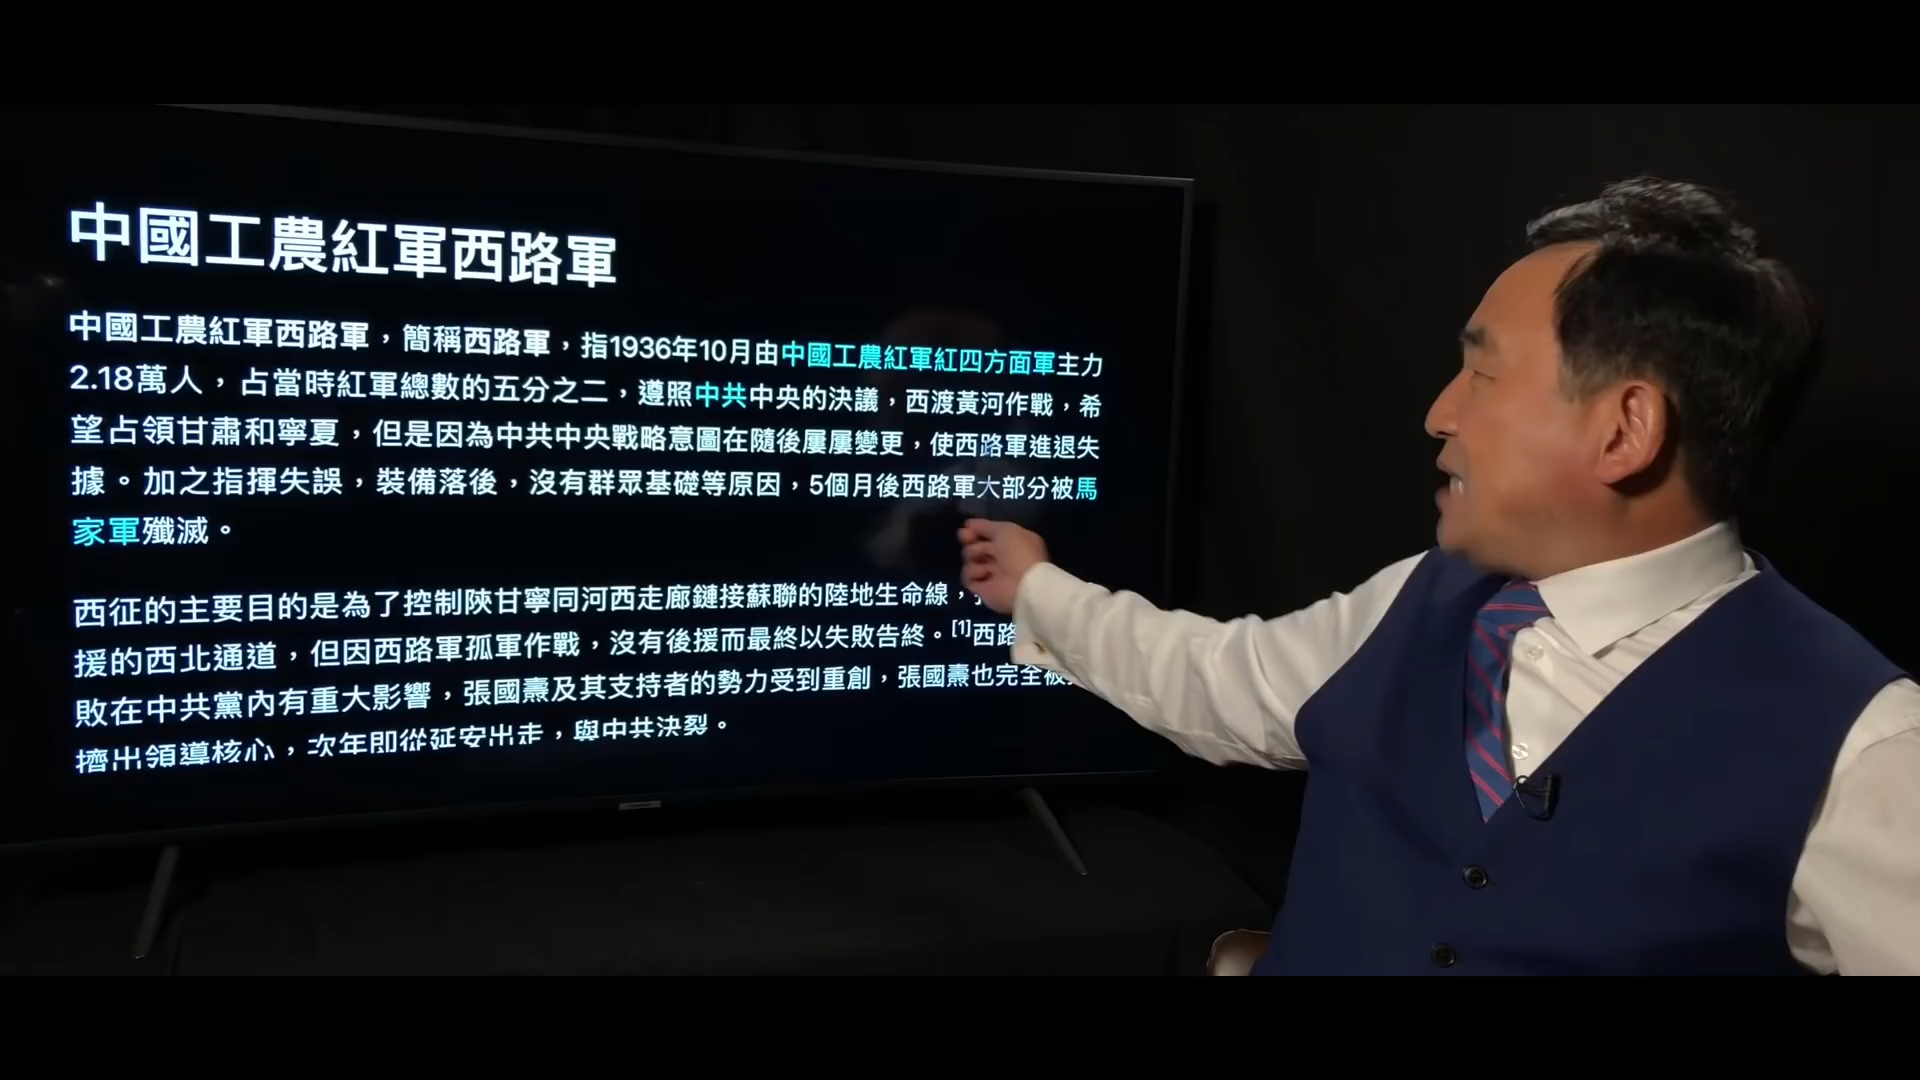 中國工農紅軍西路軍
中國工農紅軍西路軍，簡稱西路軍，指1936年10月由中國工農紅軍紅四方面軍主力
2.18萬人，占當時紅軍總數的五分之二，遵照中共中央的決議，西渡黃河作戰，希
望占領甘肅和寧夏，但是因為中共中央戰略意圖在隨後屢屢變更，使西路軍進退失
據。加之指揮失誤，裝備落後，沒有群眾基礎等原因，5個月後西路軍大部分被馬
家軍殲滅。
西征的主要目的是為了控制陝甘寧同河西走廊鏈接蘇聯的陸地生命線，
援的西北通道，但因西路軍孤軍作戰，沒有後援而最終以失敗告終。[1]西路
敗在中共黨內有重大影響，張國燾及其支持者的勢力受到重創，張國燾也完全被
擠出領導核心，次年即從延安出走，與中共決裂。